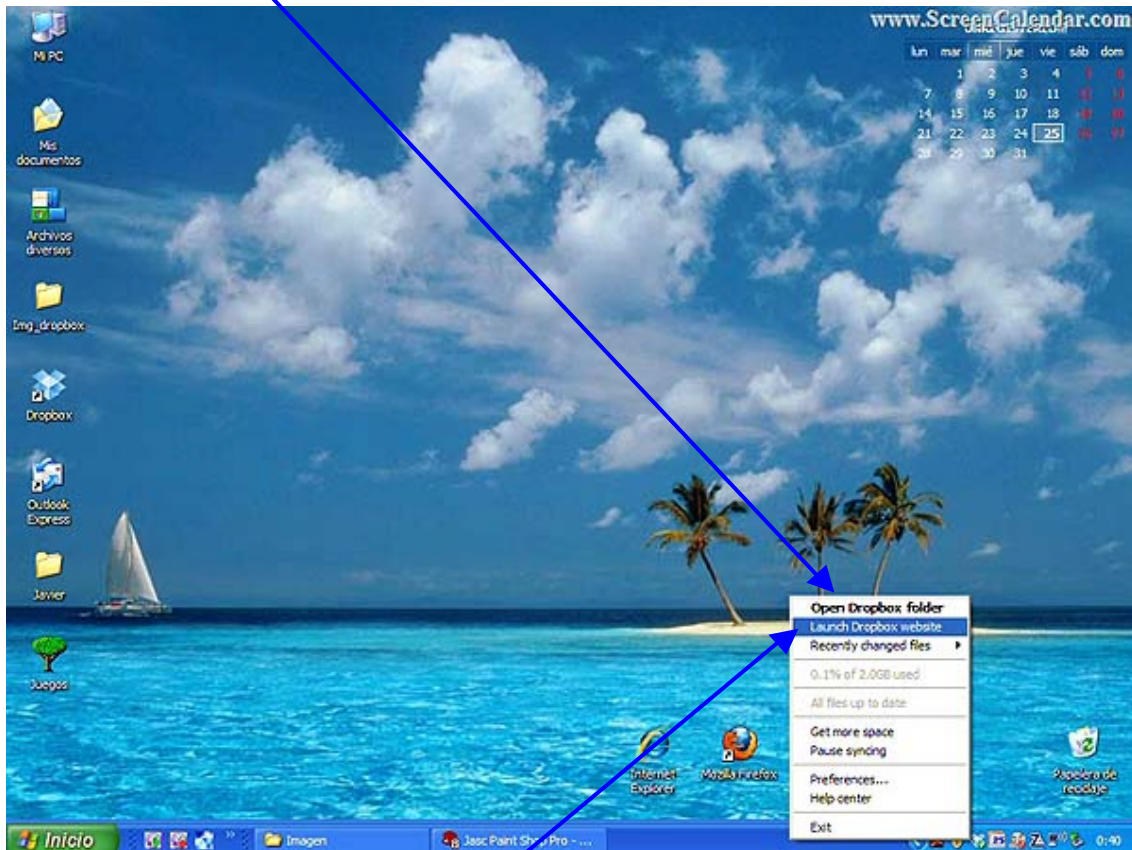 www.ScreenCalendar.com
lun mar mié jue vie sáb dom
1 2 3 4
7 8 9 10 11
14 15 16 17 18
21 22 23 24 25
28 29 30 31
Mi PC
Mis
documentos
Archivos
diversos
Img_dropbox
Dropbox
Outlook
Express
Javier
Juegos
Internet
Explorer
Mozilla Firefox
Papelera de
reciclaje
Open Dropbox folder
Launch Dropbox website
Recently changed files
0.1% of 2.0GB used
All files up to date
Get more space
Pause syncing
Preferences...
Help center
Exit
Inicio
Imagen
Jasc Paint Shop Pro - ...
ES
0:40